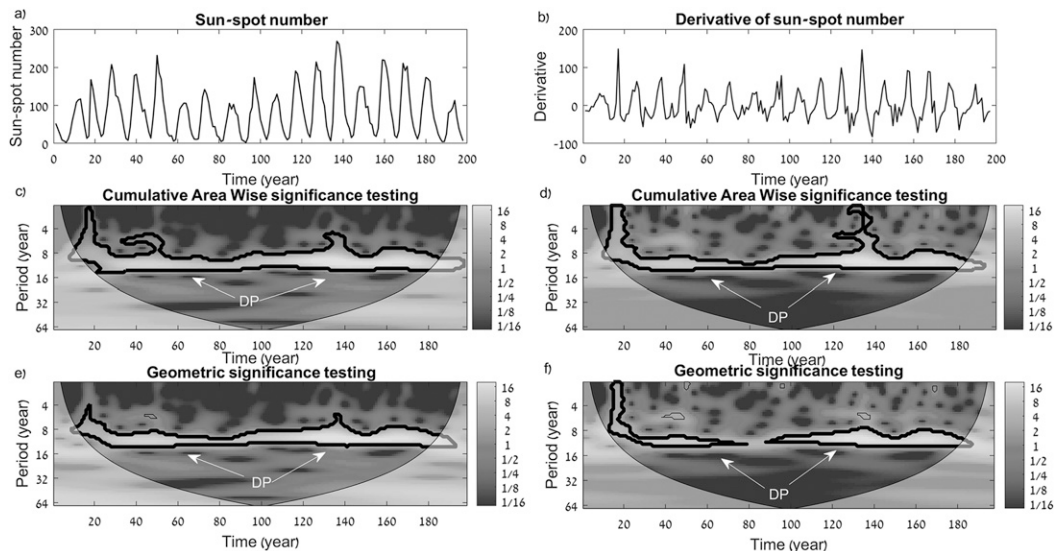 a)
Sun-spot number
Sun-spot number
300
200
100
0
0 20 40 60 80 100 120 140 160 180 200
Time (year)
b)
Derivative of sun-spot number
Derivative
200
100
0
-100
0 20 40 60 80 100 120 140 160 180 200
Time (year)
c)
Cumulative Area Wise significance testing
Period (year)
4
8
16
32
64
DP
20 40 60 80 100 120 140 160 180
Time (year)
16
8
4
2
1
1/2
1/4
1/8
1/16
d)
Cumulative Area Wise significance testing
Period (year)
4
8
16
32
64
DP
20 40 60 80 100 120 140 160 180
Time (year)
16
8
4
2
1
1/2
1/4
1/8
1/16
e)
Geometric significance testing
Period (year)
4
8
16
32
64
DP
20 40 60 80 100 120 140 160 180
Time (year)
16
8
4
2
1
1/2
1/4
1/8
1/16
f)
Geometric significance testing
Period (year)
4
8
16
32
64
DP
20 40 60 80 100 120 140 160 180
Time (year)
16
8
4
2
1
1/2
1/4
1/8
1/16